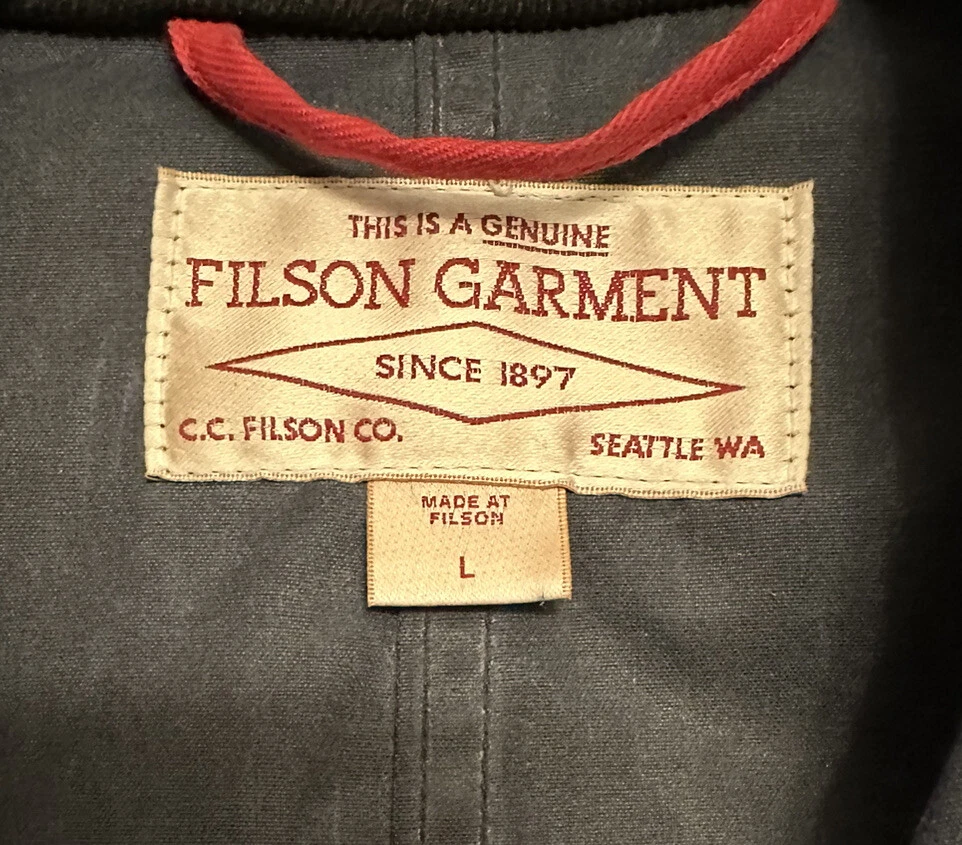 THIS IS A GENUINE
FILSON GARMENT
SINCE 1897
C.C. FILSON CO.
SEATTLE WA
MADE AT
FILSON
L